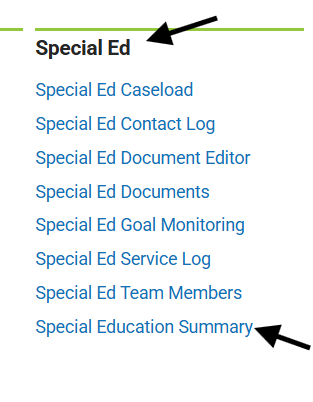 Special Ed
Special Ed Caseload
Special Ed Contact Log
Special Ed Document Editor
Special Ed Documents
Special Ed Goal Monitoring
Special Ed Service Log
Special Ed Team Members
Special Education Summary